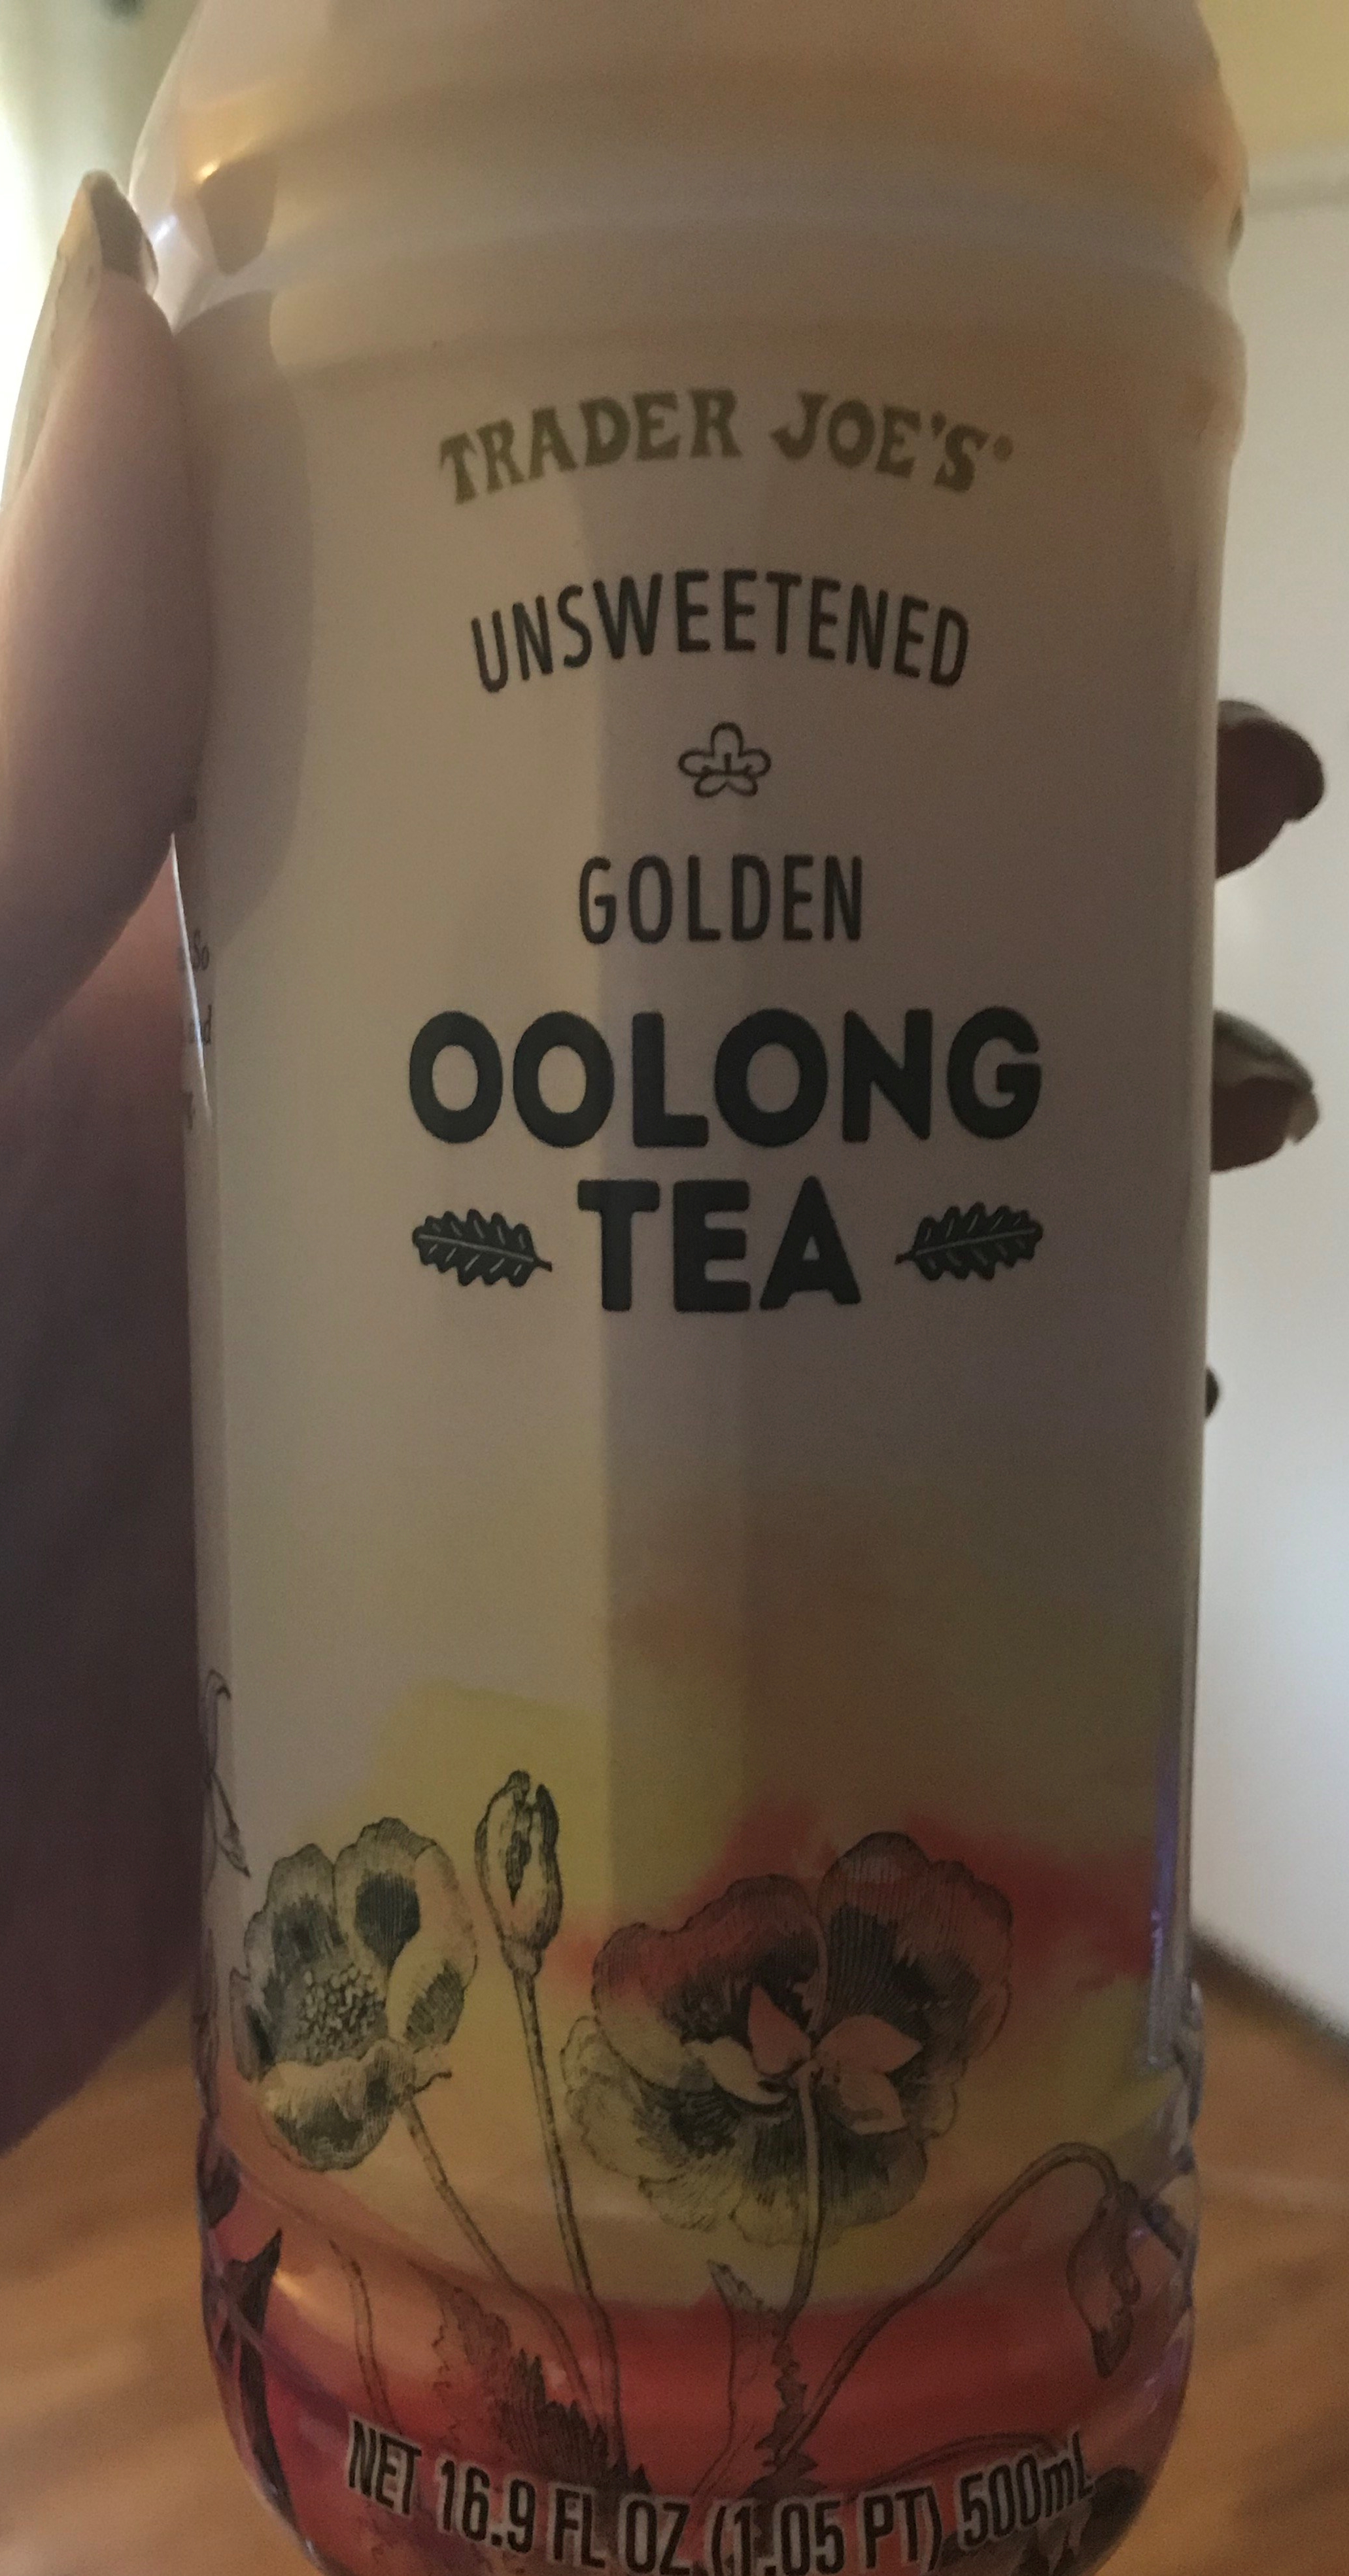 TRADER JOE'S®
UNSWEETENED
GOLDEN
OOLONG
TEA
NET 16.9 FL OZ (1.05 PT) 500mL